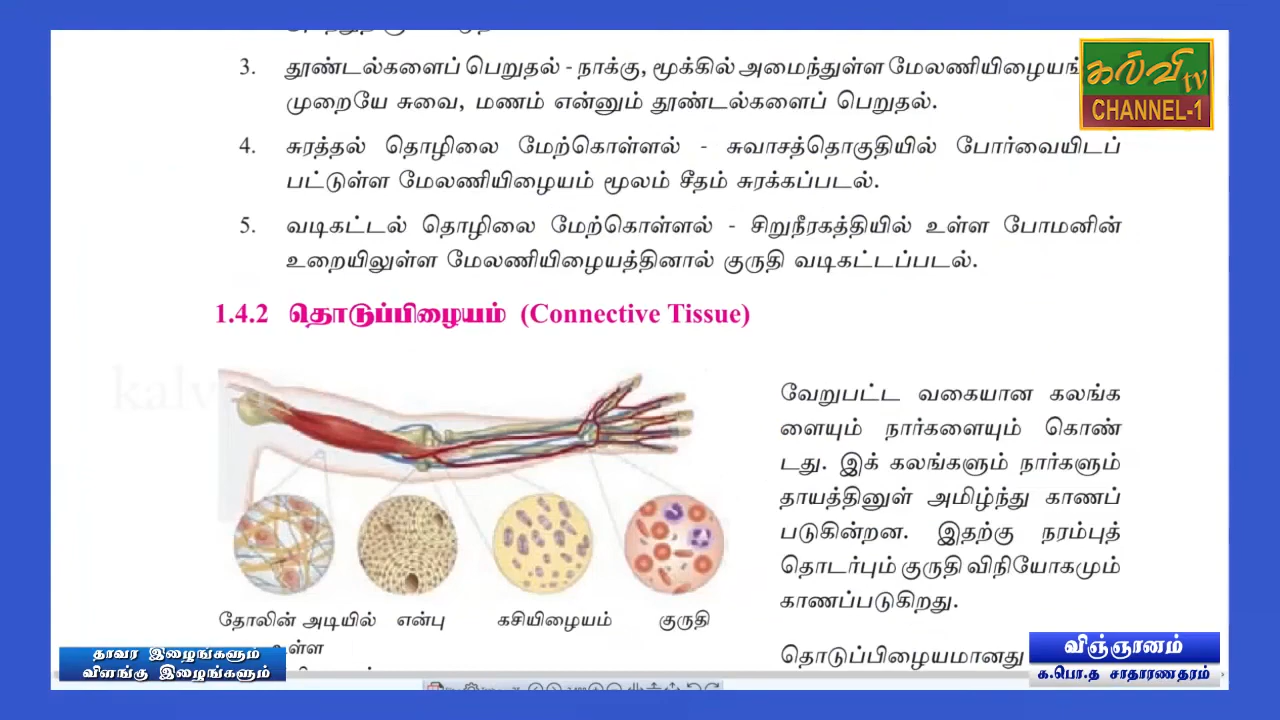 3. தூண்டல்களைப் பெறுதல் - நாக்கு, மூக்கில் அமைந்துள்ள மேலணியிழையங்
முறையே சுவை, மணம் என்னும் தூண்டல்களைப் பெறுதல்.
கல்வி tv
CHANNEL-1
4. சுரத்தல் தொழிலை மேற்கொள்ளல் - சுவாசத்தொகுதியில் போர்வையிடப்
பட்டுள்ள மேலணியிழையம் மூலம் சீதம் சுரக்கப்படல்.
5. வடிகட்டல் தொழிலை மேற்கொள்ளல் - சிறுநீரகத்தியில் உள்ள போமனின்
உறையிலுள்ள மேலணியிழையத்தினால் குருதி வடிகட்டப்படல்.
1.4.2 தொடுப்பிழையம் (Connective Tissue)
வேறுபட்ட வகையான கலங்க
ளையும் நார்களையும் கொண்
டது. இக் கலங்களும் நார்களும்
தாயத்தினுள் அமிழ்ந்து காணப்
படுகின்றன. இதற்கு நரம்புத்
தொடர்பும் குருதி விநியோகமும்
காணப்படுகிறது.
தொடுப்பிழையமானது
தோலின் அடியில் என்பு கசியிழையம் குருதி
உள்ள
தாவர இழைங்களும்
விளங்கு இழைங்களும்
விஞ்ஞானம்
க.பொ.த சாதாரணதரம்